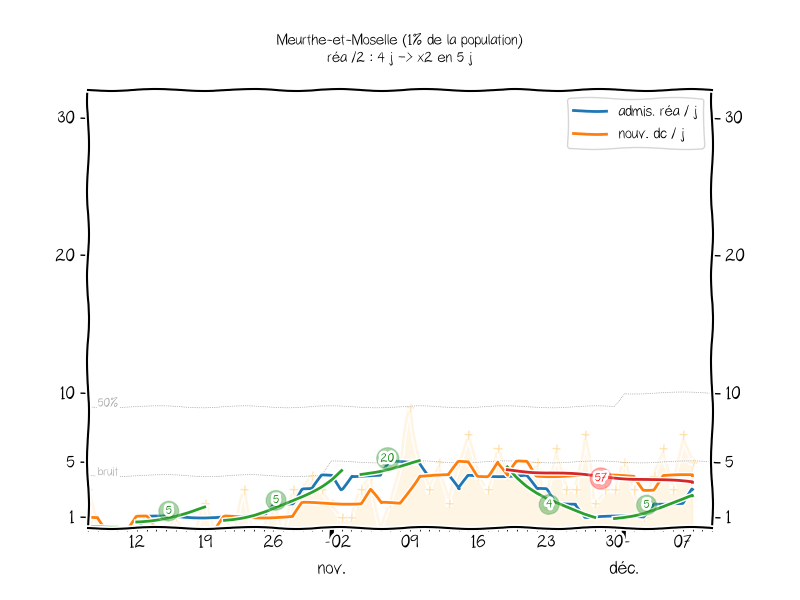 Meurthe-et-Moselle (1% de la population)
réa /2 : 4 j -> x2 en 5 j
admis. réa / j
nouv. dc / j
30 30
20 20
10 10
50%
5 5
bruit
1 1
5 5 20 57 4 5
12 19 26 02 09 16 23 30 07
nov. déc.